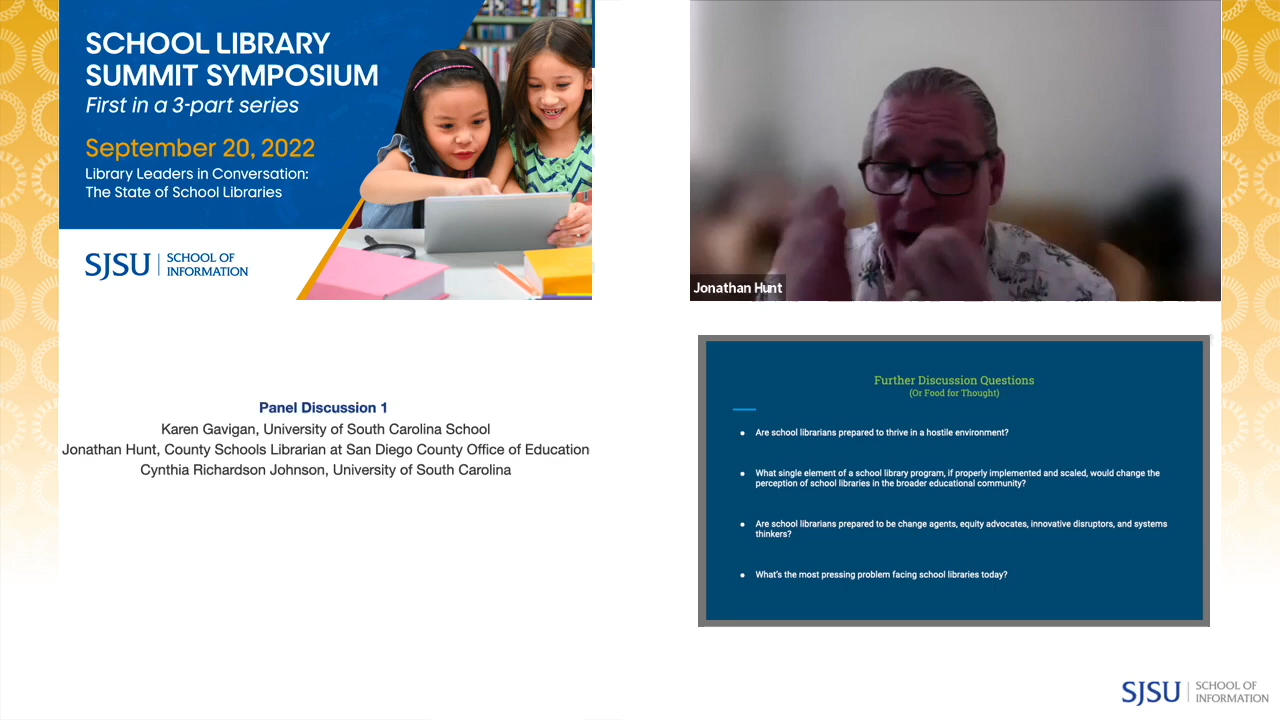 SCHOOL LIBRARY
SUMMIT SYMPOSIUM
First in a 3-part series
September 20, 2022
Library Leaders in Conversation:
The State of School Libraries
SJSU | SCHOOL OF
INFORMATION
Panel Discussion 1
Karen Gavigan, University of South Carolina School
Jonathan Hunt, County Schools Librarian at San Diego County Office of Education
Cynthia Richardson Johnson, University of South Carolina
Jonathan Hunt
Further Discussion Questions
(Or Food for Thought)
• Are school librarians prepared to thrive in a hostile environment?
• What single element of a school library program, if properly implemented and scaled, would change the
perception of school libraries in the broader educational community?
• Are school librarians prepared to be change agents, equity advocates, innovative disruptors, and systems
thinkers?
• What's the most pressing problem facing school libraries today?
SJSU | SCHOOL OF
INFORMATION